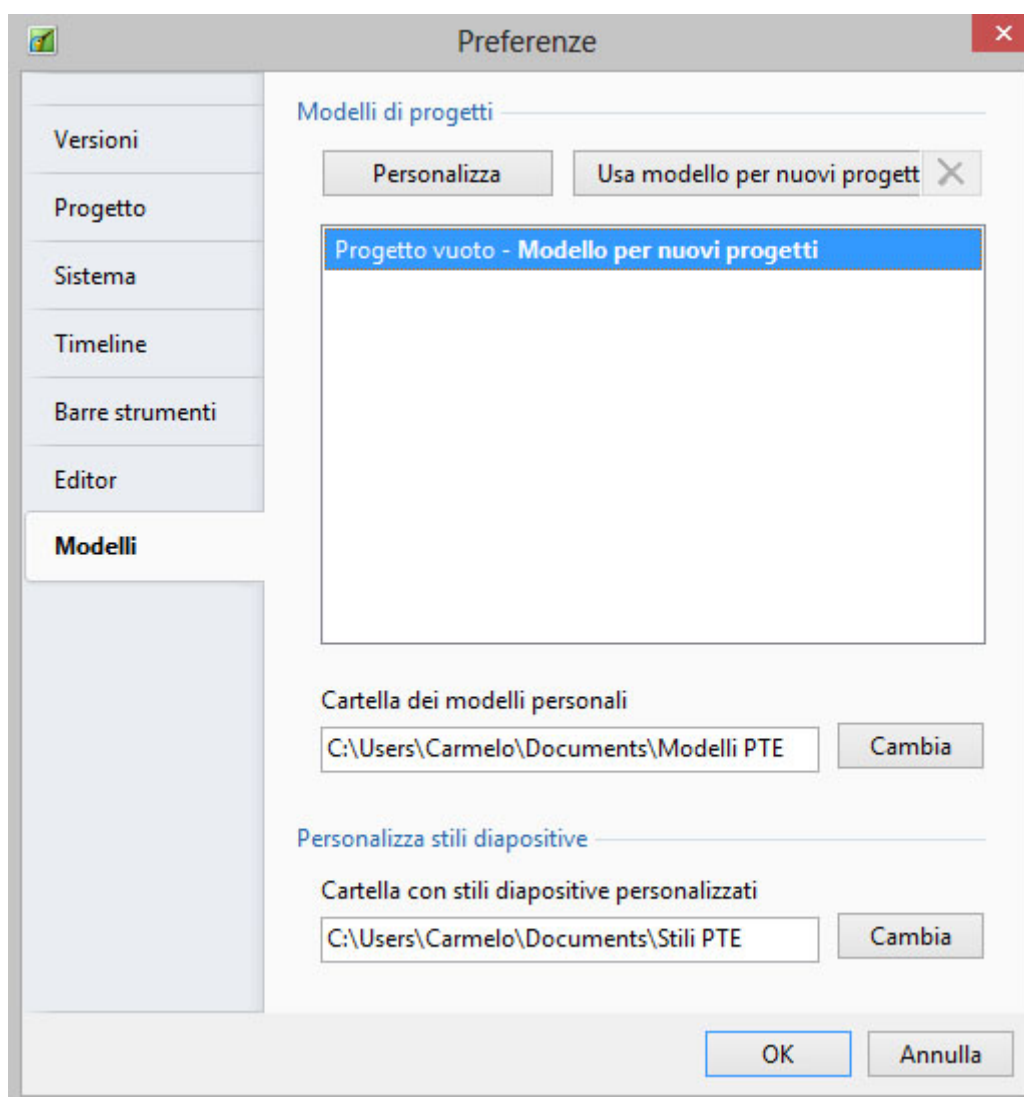 Preferenze
Versioni
Progetto
Sistema
Timeline
Barre strumenti
Editor
Modelli
Modelli di progetti
Personalizza
Usa modello per nuovi progett
Progetto vuoto - Modello per nuovi progetti
Cartella dei modelli personali
C:\Users\Carmelo\Documents\Modelli PTE
Cambia
Personalizza stili diapositive
Cartella con stili diapositive personalizzati
C:\Users\Carmelo\Documents\Stili PTE
Cambia
OK
Annulla